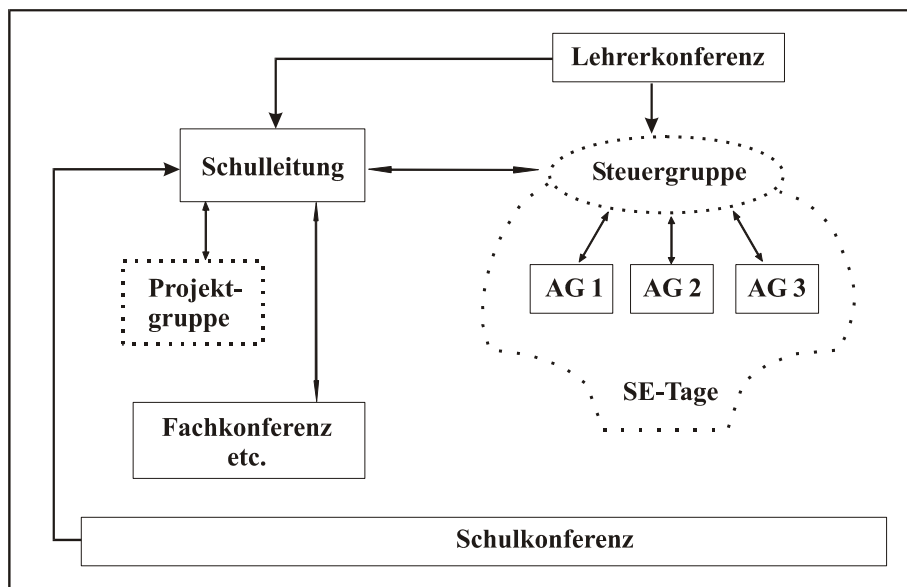 Lehrerkonferenz
Schulleitung
Steuergruppe
AG 1
AG 2
AG 3
Projekt-
gruppe
SE-Tage
Fachkonferenz
etc.
Schulkonferenz